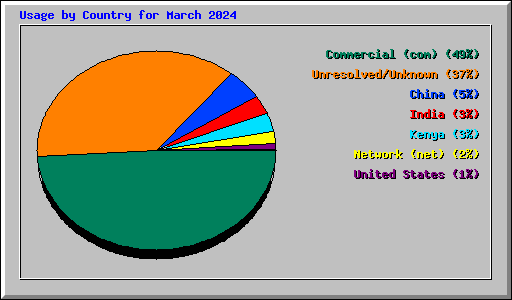 Usage by Country for March 2024
Commercial (com) (49%)
Unresolved/Unknown (37%)
China (5%)
India (3%)
Kenya (3%)
Network (net) (2%)
United States (1%)